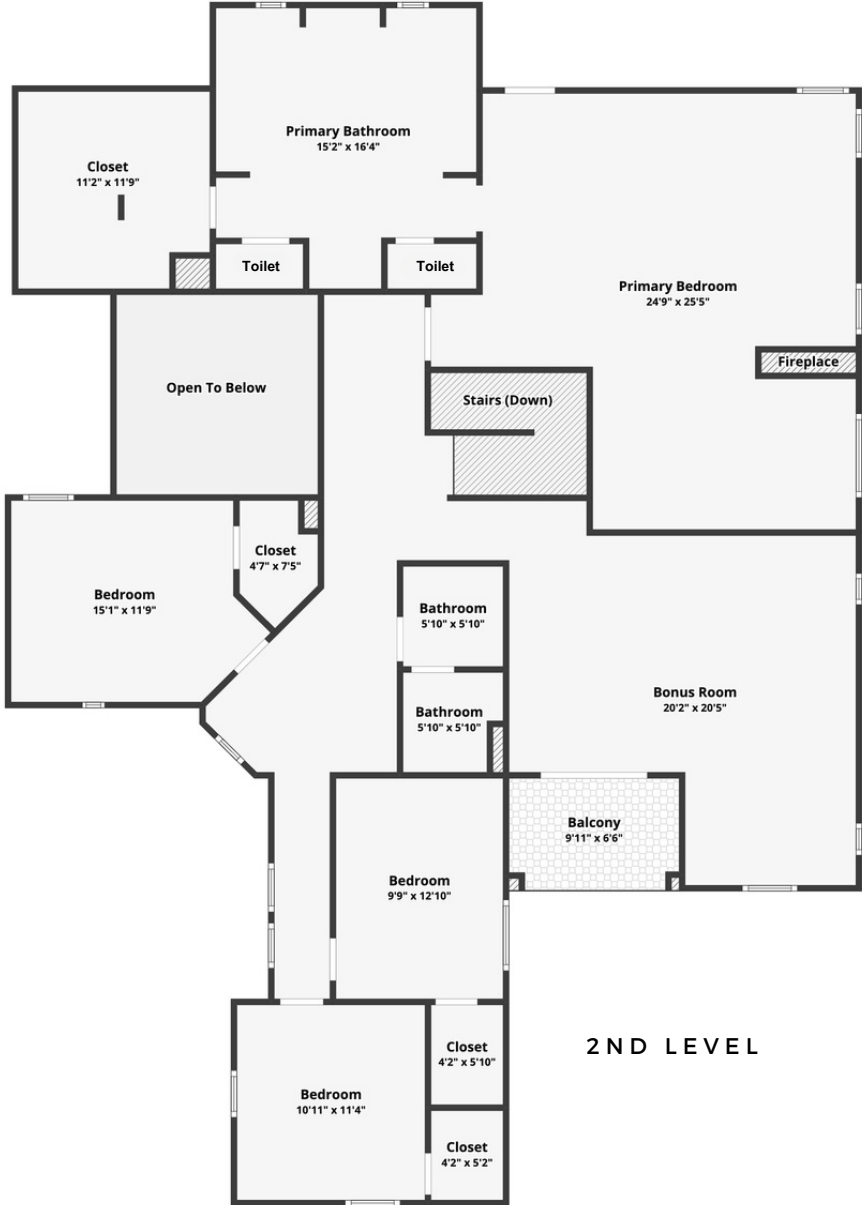 Primary Bathroom
15'2" x 16'4"
Closet
11'2" x 11'9"
Toilet
Toilet
Primary Bedroom
24'9" x 25'5"
Fireplace
Open To Below
Stairs (Down)
Closet
4'7" x 7'5"
Bedroom
15'1" x 11'9"
Bathroom
5'10" x 5'10"
Bonus Room
20'2" x 20'5"
Bathroom
5'10" x 5'10"
Balcony
9'11" x 6'6"
Bedroom
9'9" x 12'10"
2ND LEVEL
Closet
4'2" x 5'10"
Bedroom
10'11" x 11'4"
Closet
4'2" x 5'2"